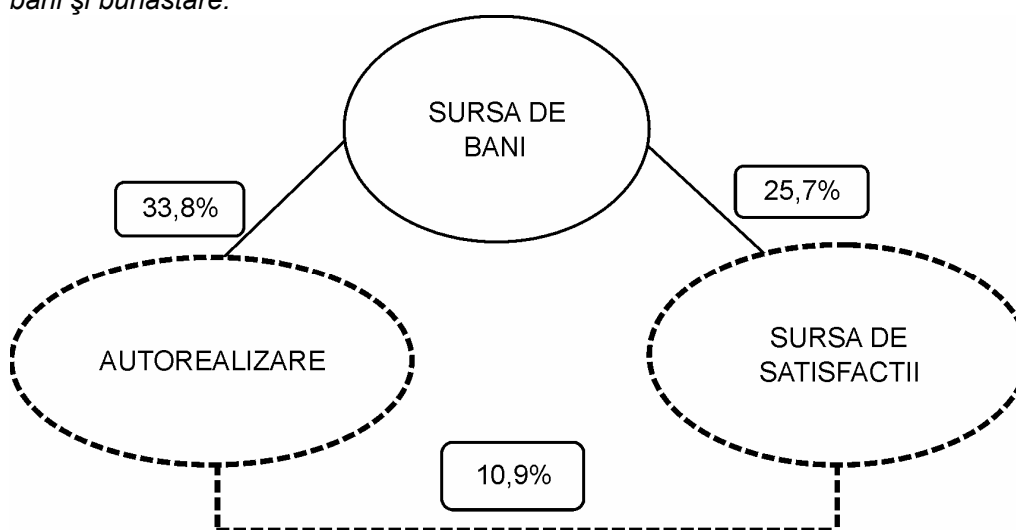 bani şi bunăstare.
SURSA DE
BANI
33,8%
25,7%
AUTOREALIZARE
SURSA DE
SATISFACTII
10,9%